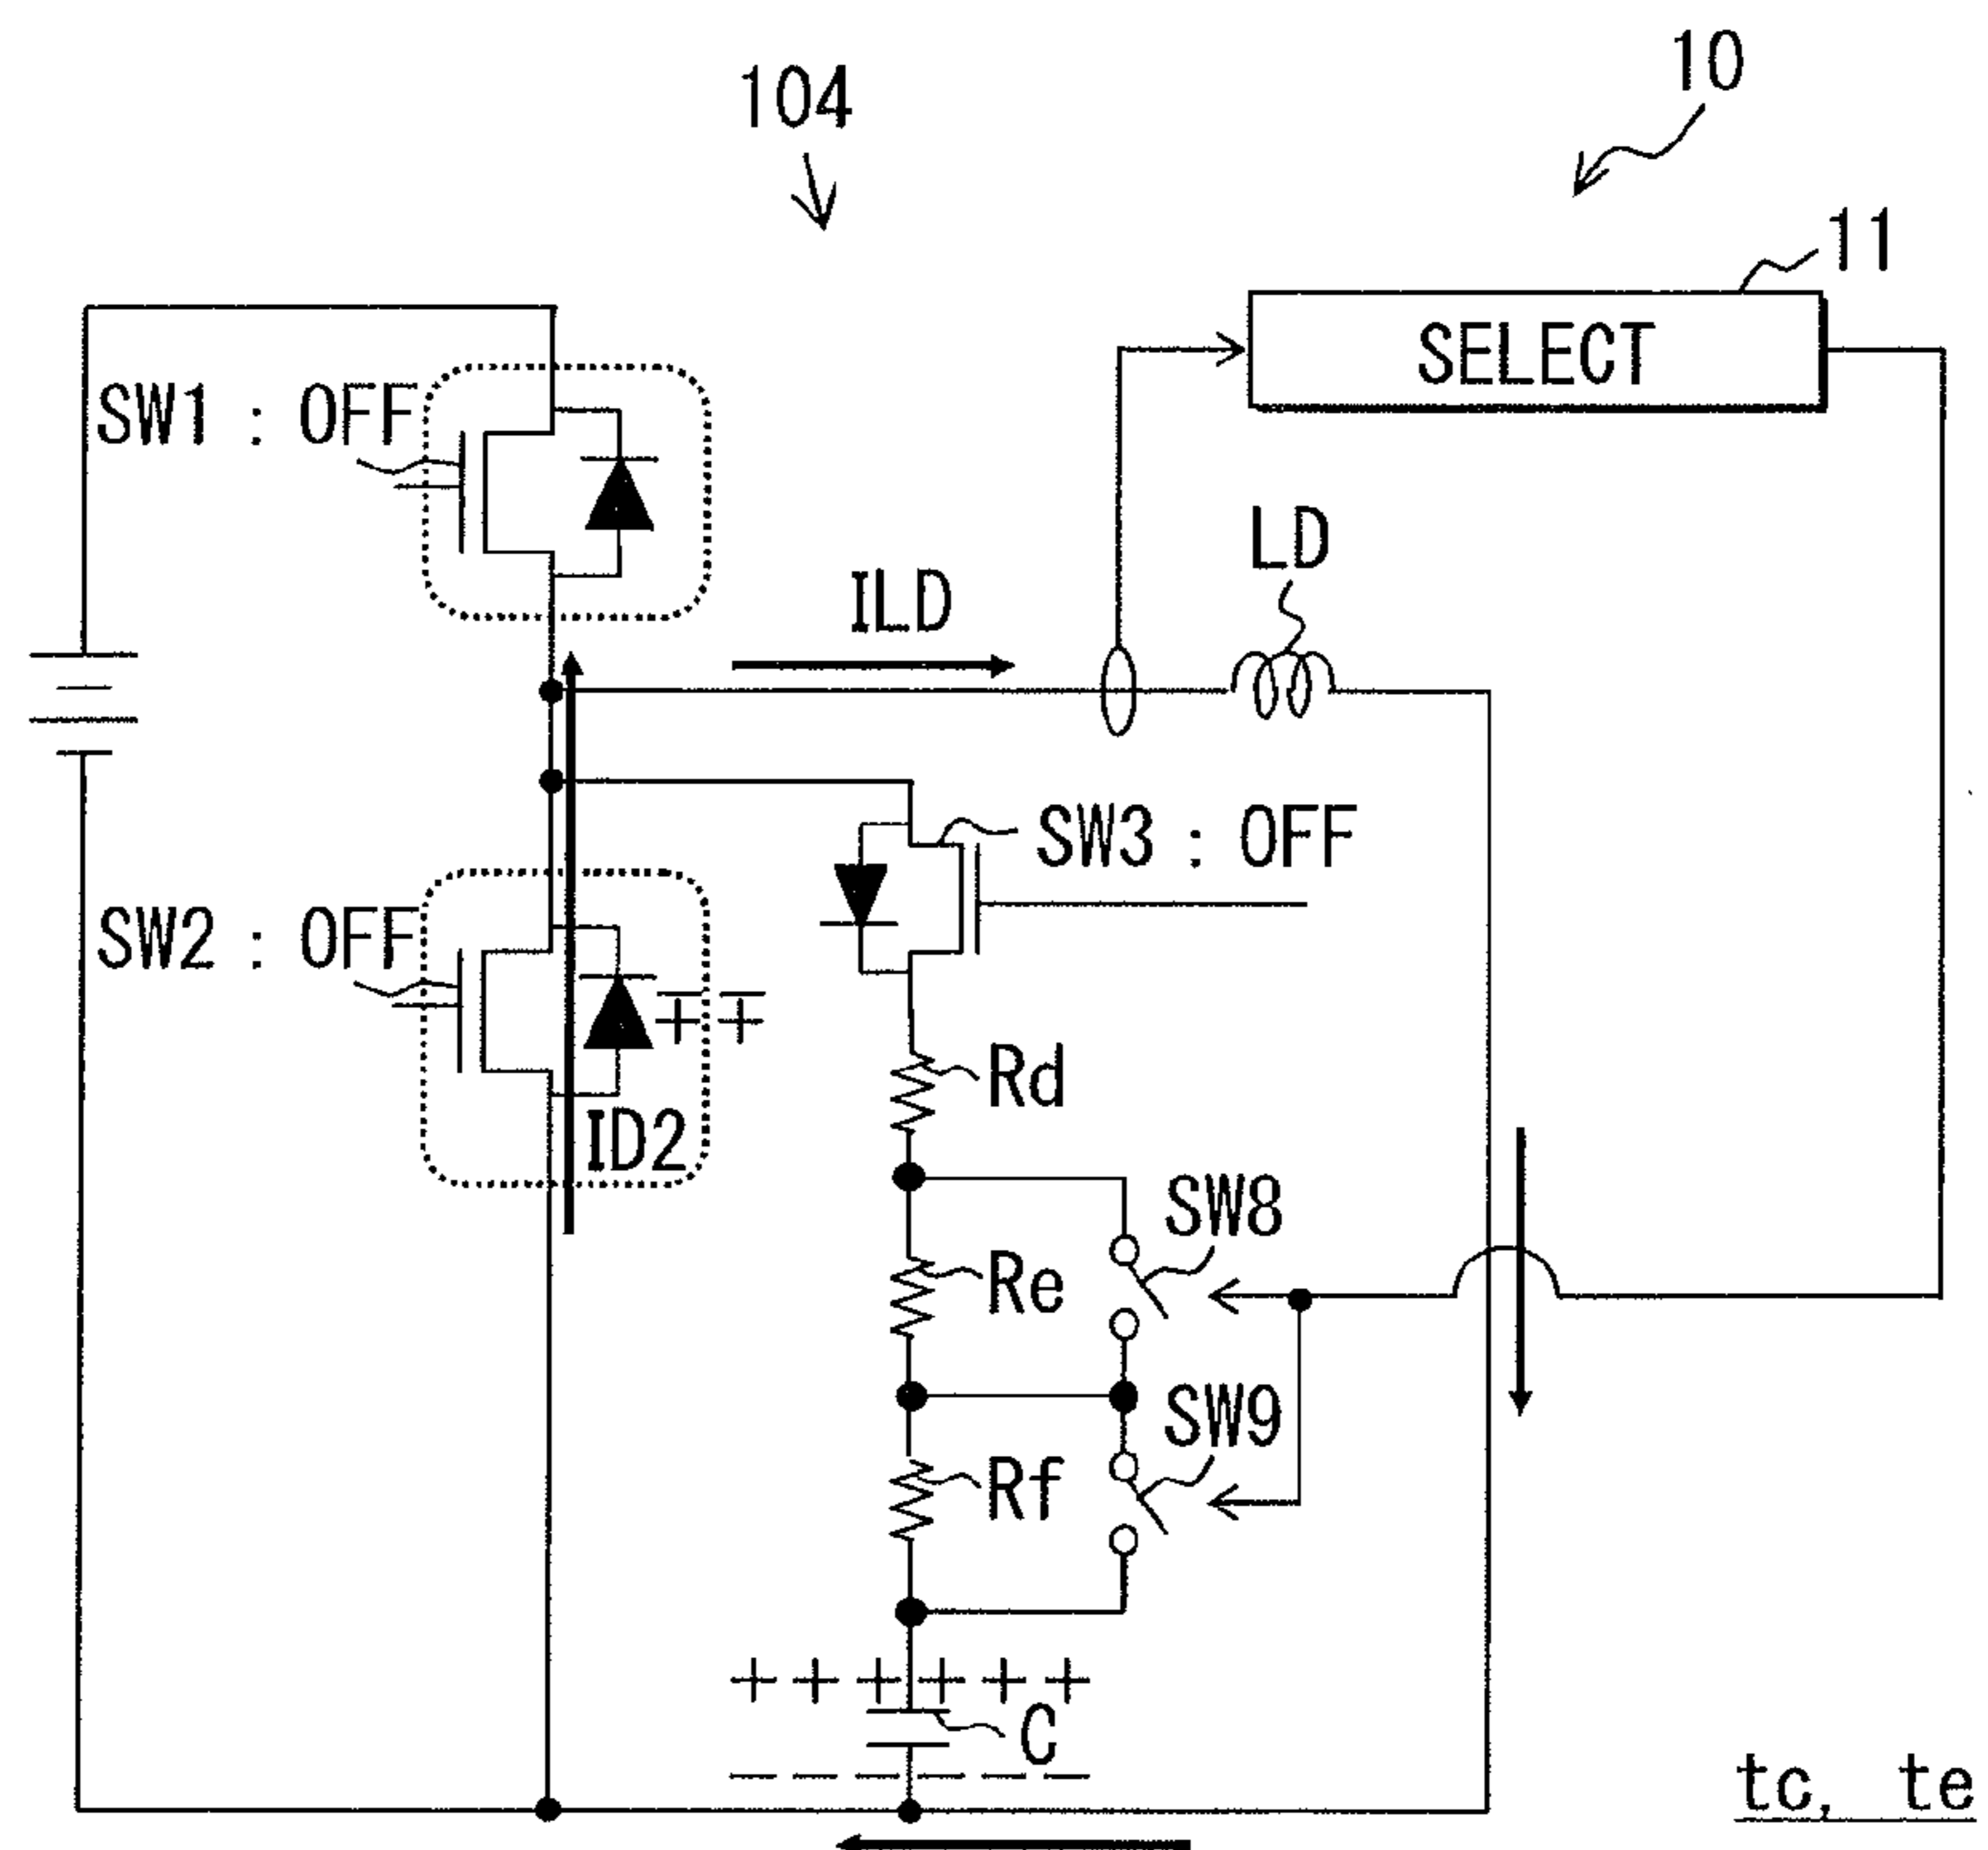 10
104
11
SELECT
SW1 : OFF
LD
ILD
SW3 : OFF
SW2 : OFF
Rd
ID2
SW8
Re
SW9
Rf
+ + + + + +
C
− − − − − −
tc, te